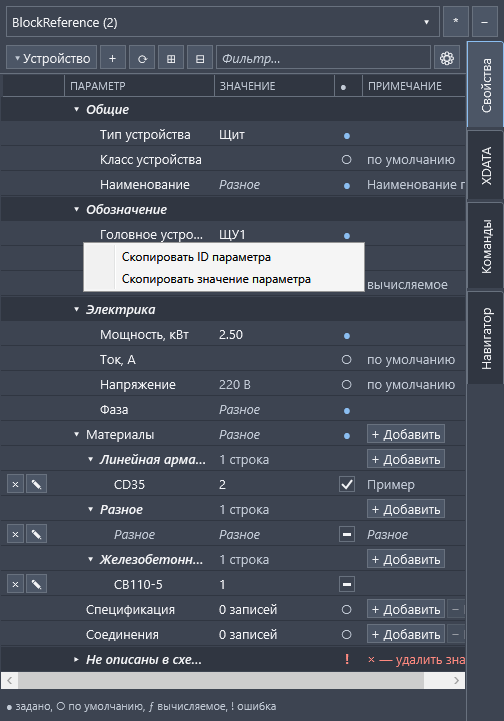 BlockReference (2)
*
−
Устройство
+
Фильтр...
ПАРАМЕТР ЗНАЧЕНИЕ ● ПРИМЕЧАНИЕ
Общие
Тип устройства Щит
Класс устройства по умолчанию
Наименование Разное Наименование г
Обозначение
Головное устро... ЩУ1
Скопировать ID параметра
Скопировать значение параметра
вычисляемое
Электрика
Мощность, кВт 2.50
Ток, А по умолчанию
Напряжение 220 В по умолчанию
Фаза Разное
Материалы Разное + Добавить
Линейная арма... 1 строка + Добавить
CD35 2 Пример
Разное 1 строка + Добавить
Разное Разное Разное
Железобетонн... 1 строка + Добавить
СВ110-5 1
Спецификация 0 записей + Добавить −
Соединения 0 записей + Добавить −
Не описаны в схе... ! × — удалить зна
● задано, ○ по умолчанию, ƒ вычисляемое, ! ошибка
Свойства
XDATA
Команды
Навигатор